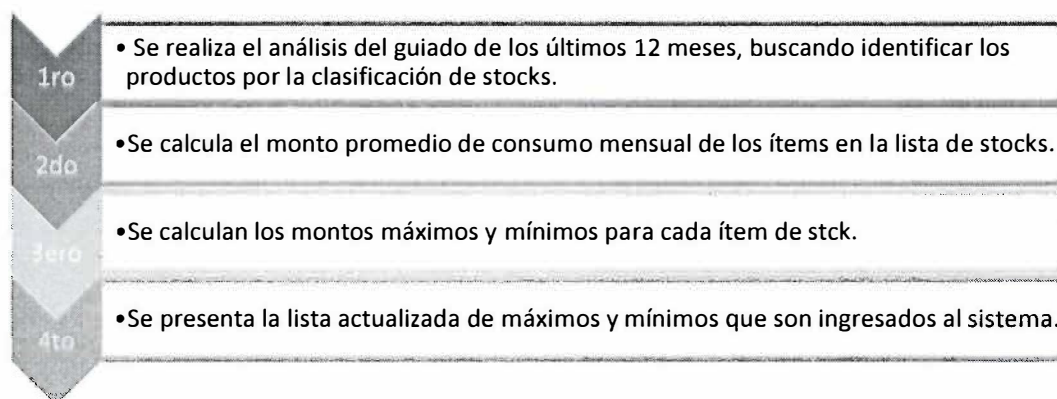 1ro
• Se realiza el análisis del guiado de los últimos 12 meses, buscando identificar los
productos por la clasificación de stocks.
2do
•Se calcula el monto promedio de consumo mensual de los ítems en la lista de stocks.
3ero
•Se calculan los montos máximos y mínimos para cada ítem de stck.
4to
•Se presenta la lista actualizada de máximos y mínimos que son ingresados al sistema.